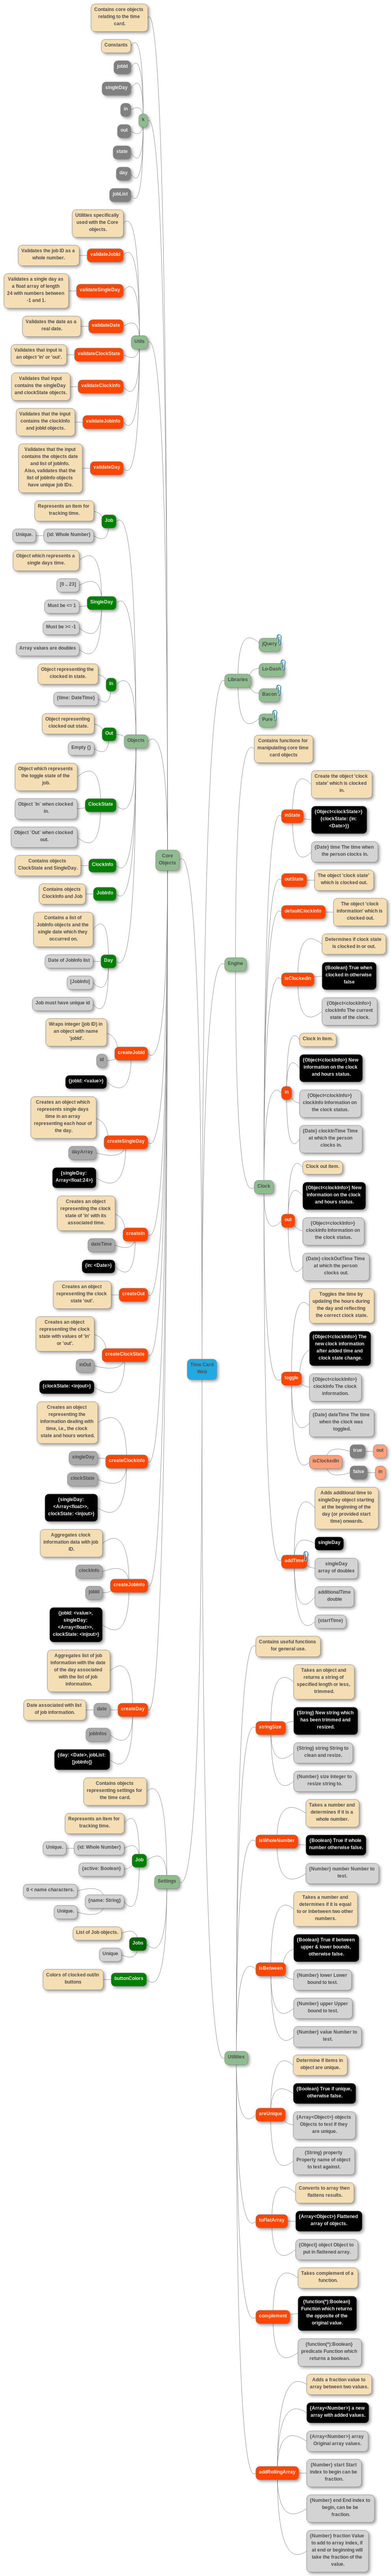 Contains core objects
relating to the time
card.
Constants
jobId
singleDay
in
out
state
day
jobList
K
Utilities specifically
used with the Core
objects.
Validates the job ID as a
whole number.
validateJobId
Validates a single day as
a float array of length
24 with numbers between
-1 and 1.
validateSingleDay
Validates the date as a
real date.
validateDate
Validates that input is
an object 'in' or 'out'.
validateClockState
Validates that input
contains the singleDay
and clockState objects.
validateClockInfo
Validates that the input
contains the clockInfo
and jobId objects.
validateJobInfo
Validates that the input
contains the objects date
and list of jobInfo.
Also, validates that the
list of jobInfo objects
have unique job IDs.
validateDay
Utils
Represents an item for
tracking time.
Unique.
{id: Whole Number}
Job
Object which represents a
single days time.
[0 .. 23]
Must be <= 1
Must be >= -1
Array values are doubles
SingleDay
Object representing the
clocked in state.
{time: DateTime}
In
Object representing
clocked out state.
Empty {}
Out
Object which represents
the toggle state of the
job.
Object `In` when clocked
in.
Object `Out` when clocked
out.
ClockState
Contains objects
ClockState and SingleDay.
ClockInfo
Contains objects
ClockInfo and Job
JobInfo
Contains a list of
JobInfo objects and the
single date which they
occurred on.
Date of JobInfo list
[JobInfo]
Job must have unique id
Day
Objects
Core
Objects
Wraps integer (job ID) in
an object with name
'jobId'.
id
{jobId: <value>}
createJobId
Creates an object which
represents single days
time in an array
representing each hour of
the day.
dayArray
{singleDay:
Array<float:24>}
createSingleDay
Creates an object
representing the clock
state of 'in' with its
associated time.
dateTime
{in: <Date>}
createIn
Creates an object
representing the clock
state 'out'.
createOut
Creates an object
representing the clock
state with values of 'in'
or 'out'.
inOut
{clockState: <injout>}
createClockState
Creates an object
representing the
information dealing with
time, i.e., the clock
state and hours worked.
singleDay
clockState
{singleDay:
<Array<float>>,
clockState: <injout>}
createClockInfo
Aggregates clock
information data with job
ID.
clockInfo
jobId
{jobId: <value>,
singleDay:
<Array<float>>,
clockState: <injout>}
createJobInfo
Aggregates list of job
information with the date
of the day associated
with the list of job
information.
Date associated with list
of job information.
date
jobInfos
{day: <Date>, jobList:
[jobInfo]}
createDay
Contains objects
representing settings for
the time card.
Represents an item for
tracking time.
Unique.
{id: Whole Number}
{active: Boolean}
0 < name characters.
Unique.
{name: String}
Job
List of Job objects.
Unique
Jobs
Colors of clocked out/in
buttons
buttonColors
Settings
Time Card
Web
Libraries
jQuery
Lo-Dash
Bacon
Pure
Engine
Contains functions for
manipulating core time
card objects
Clock
inState
Create the object 'clock
state' which is clocked
in.
{Object<clockState>}
{clockState: {in:
<Date>}}
{Date} time The time when
the person clocks in.
outState
The object 'clock state'
which is clocked out.
defaultClockInfo
The object 'clock
information' which is
clocked out.
isClockedIn
Determines if clock state
is clocked in or out.
{Boolean} True when
clocked in otherwise
false
{Object<clockInfo>}
clockInfo The current
state of the clock.
in
Clock in item.
{Object<clockInfo>} New
information on the clock
and hours status.
{Object<clockInfo>}
clockInfo Information on
the clock status.
{Date} clockInTime Time
at which the person
clocks in.
out
Clock out item.
{Object<clockInfo>} New
information on the clock
and hours status.
{Object<clockInfo>}
clockInfo Information on
the clock status.
{Date} clockOutTime Time
at which the person
clocks out.
toggle
Toggles the time by
updating the hours during
the day and reflecting
the correct clock state.
{Object<clockInfo>} The
new clock information
after added time and
clock state change.
{Object<clockInfo>}
clockInfo The clock
information.
{Date} dateTime The time
when the clock was
toggled.
isClockedIn
true
out
false
in
addTime
Adds additional time to
singleDay object starting
at the beginning of the
day (or provided start
time) onwards.
singleDay
singleDay
array of doubles
additionalTime
double
{startTime}
Utilities
Contains useful functions
for general use.
stringSize
Takes an object and
returns a string of
specified length or less,
trimmed.
{String} New string which
has been trimmed and
resized.
{String} string String to
clean and resize.
{Number} size Integer to
resize string to.
isWholeNumber
Takes a number and
determines if it is a
whole number.
{Boolean} True if whole
number otherwise false.
{Number} number Number to
test.
isBetween
Takes a number and
determines if it is equal
to or inbetween two other
numbers.
{Boolean} True if between
upper & lower bounds,
otherwise false.
{Number} lower Lower
bound to test.
{Number} upper Upper
bound to test.
{Number} value Number to
test.
areUnique
Determine if items in
object are unique.
{Boolean} True if unique,
otherwise false.
{Array<Object>} objects
Objects to test if they
are unique.
{String} property
Property name of object
to test against.
toFlatArray
Converts to array then
flattens results.
{Array<Object>} Flattened
array of objects.
{Object} object Object to
put in flattened array.
complement
Takes complement of a
function.
{function(*):Boolean}
Function which returns
the opposite of the
original value.
{function(*):Boolean}
predicate Function which
returns a boolean.
addRollingArray
Adds a fraction value to
array between two values.
{Array<Number>} a new
array with added values.
{Array<Number>} array
Original array values.
{Number} start Start
index to begin can be
fraction.
{Number} end End index to
begin, can be be
fraction.
{Number} fraction Value
to add to array index, if
at end or beginning will
take the fraction of the
value.